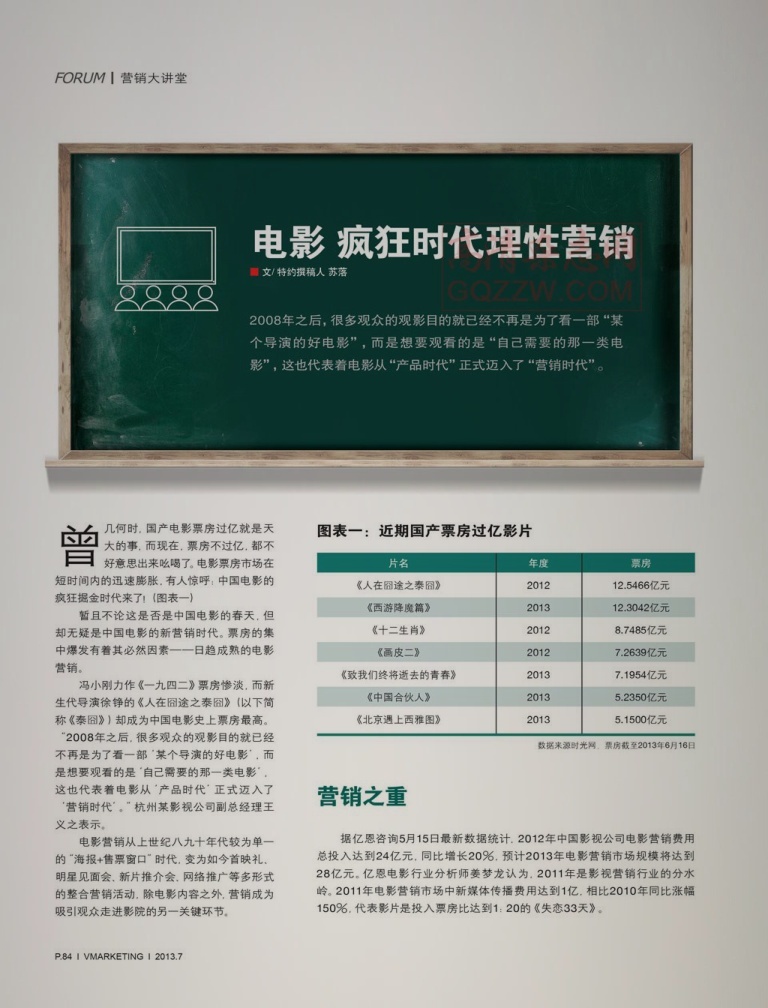 FORUM | 营销大讲堂
电影 疯狂时代理性营销
GQZZW.COM
文/ 特约撰稿人 苏落
2008年之后，很多观众的观影目的就已经不再是为了看一部“某
个导演的好电影”，而是想要观看的是“自己需要的那一类电
影”，这也代表着电影从“产品时代”正式迈入了“营销时代”。
曾几何时，国产电影票房过亿就是天
大的事，而现在，票房不过亿，都不
好意思出来吆喝了。电影票房市场在
短时间内的迅速膨胀，有人惊呼：中国电影的
疯狂掘金时代来了！（图表一）
暂且不论这是否是中国电影的春天，但
却无疑是中国电影的新营销时代。票房的集
中爆发有着其必然因素——日趋成熟的电影
营销。
冯小刚力作《一九四二》票房惨淡，而新
生代导演徐铮的《人在囧途之泰囧》（以下简
称《泰囧》）却成为中国电影史上票房最高。
“2008年之后，很多观众的观影目的就已经
不再是为了看一部‘某个导演的好电影’，而
是想要观看的是‘自己需要的那一类电影’，
这也代表着电影从‘产品时代’正式迈入了
‘营销时代’。”杭州某影视公司副总经理王
义之表示。
电影营销从上世纪八九十年代较为单一
的“海报+售票窗口”时代，变为如今首映礼、
明星见面会、新片推介会、网络推广等多形式
的整合营销活动，除电影内容之外，营销成为
吸引观众走进影院的另一关键环节。
图表一：近期国产票房过亿影片
片名 年度 票房
《人在囧途之泰囧》 2012 12.5466亿元
《西游降魔篇》 2013 12.3042亿元
《十二生肖》 2012 8.7485亿元
《画皮二》 2012 7.2639亿元
《致我们终将逝去的青春》 2013 7.1954亿元
《中国合伙人》 2013 5.2350亿元
《北京遇上西雅图》 2013 5.1500亿元
数据来源时光网，票房截至2013年6月16日
营销之重
据亿恩咨询5月15日最新数据统计，2012年中国影视公司电影营销费用
总投入达到24亿元，同比增长20%，预计2013年电影营销市场规模将达到
28亿元。亿恩电影行业分析师姜梦龙认为，2011年是影视营销行业的分水
岭。2011年电影营销市场中新媒体传播费用达到1亿，相比2010年同比涨幅
150%，代表影片是投入票房比达到1：20的《失恋33天》。
P.84 | VMARKETING | 2013.7